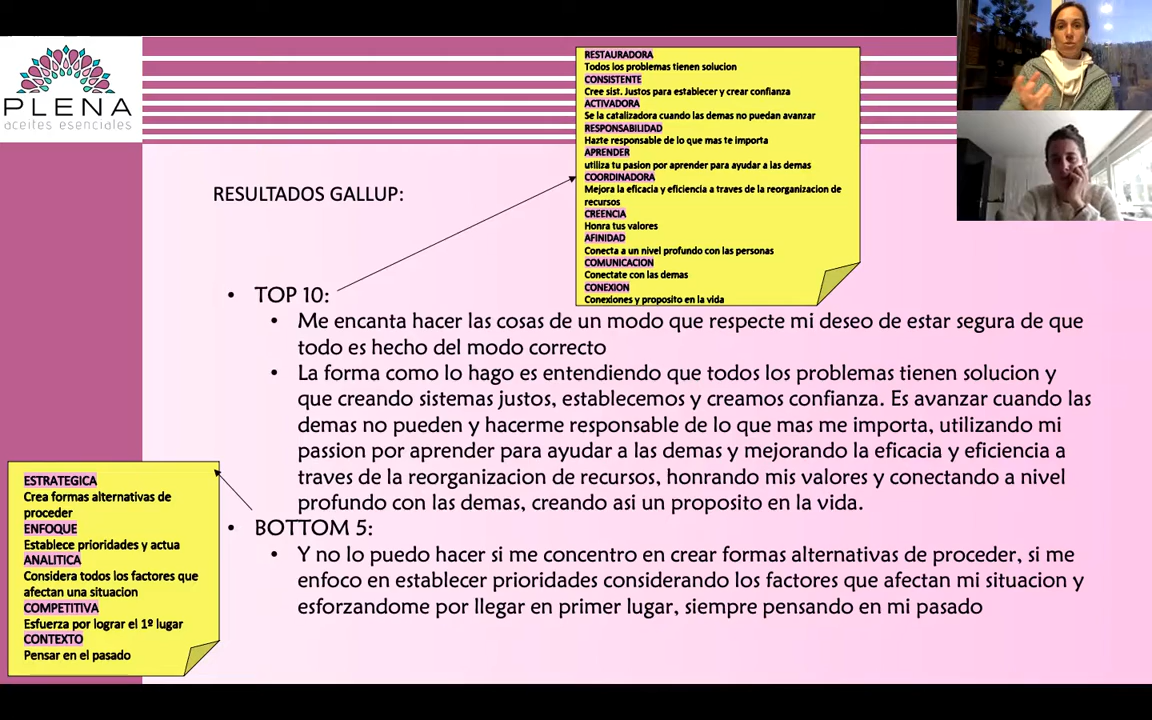 PLENA
aceites esenciales
RESTAURADORA
Todos los problemas tienen solucion
CONSISTENTE
Cree sist. Justos para establecer y crear confianza
ACTIVADORA
Se la catalizadora cuando las demas no puedan avanzar
RESPONSABILIDAD
Hazte responsable de lo que mas te importa
APRENDER
utiliza tu pasion por aprender para ayudar a las demas
COORDINADORA
Mejora la eficacia y eficiencia a traves de la reorganizacion de
recursos
CREENCIA
Honra tus valores
AFINIDAD
Conecta a un nivel profundo con las personas
COMUNICACION
Conectate con las demas
CONEXION
Conexiones y proposito en la vida
RESULTADOS GALLUP:
• TOP 10:
• Me encanta hacer las cosas de un modo que respecte mi deseo de estar segura de que
todo es hecho del modo correcto
• La forma como lo hago es entendiendo que todos los problemas tienen solucion y
que creando sistemas justos, establecemos y creamos confianza. Es avanzar cuando las
demas no pueden y hacerme responsable de lo que mas me importa, utilizando mi
passion por aprender para ayudar a las demas y mejorando la eficacia y eficiencia a
traves de la reorganizacion de recursos, honrando mis valores y conectando a nivel
profundo con las demas, creando asi un proposito en la vida.
• BOTTOM 5:
• Y no lo puedo hacer si me concentro en crear formas alternativas de proceder, si me
enfoco en establecer prioridades considerando los factores que afectan mi situacion y
esforzandome por llegar en primer lugar, siempre pensando en mi pasado
ESTRATEGICA
Crea formas alternativas de
proceder
ENFOQUE
Establece prioridades y actua
ANALITICA
Considera todos los factores que
afectan una situacion
COMPETITIVA
Esfuerza por lograr el 1º lugar
CONTEXTO
Pensar en el pasado